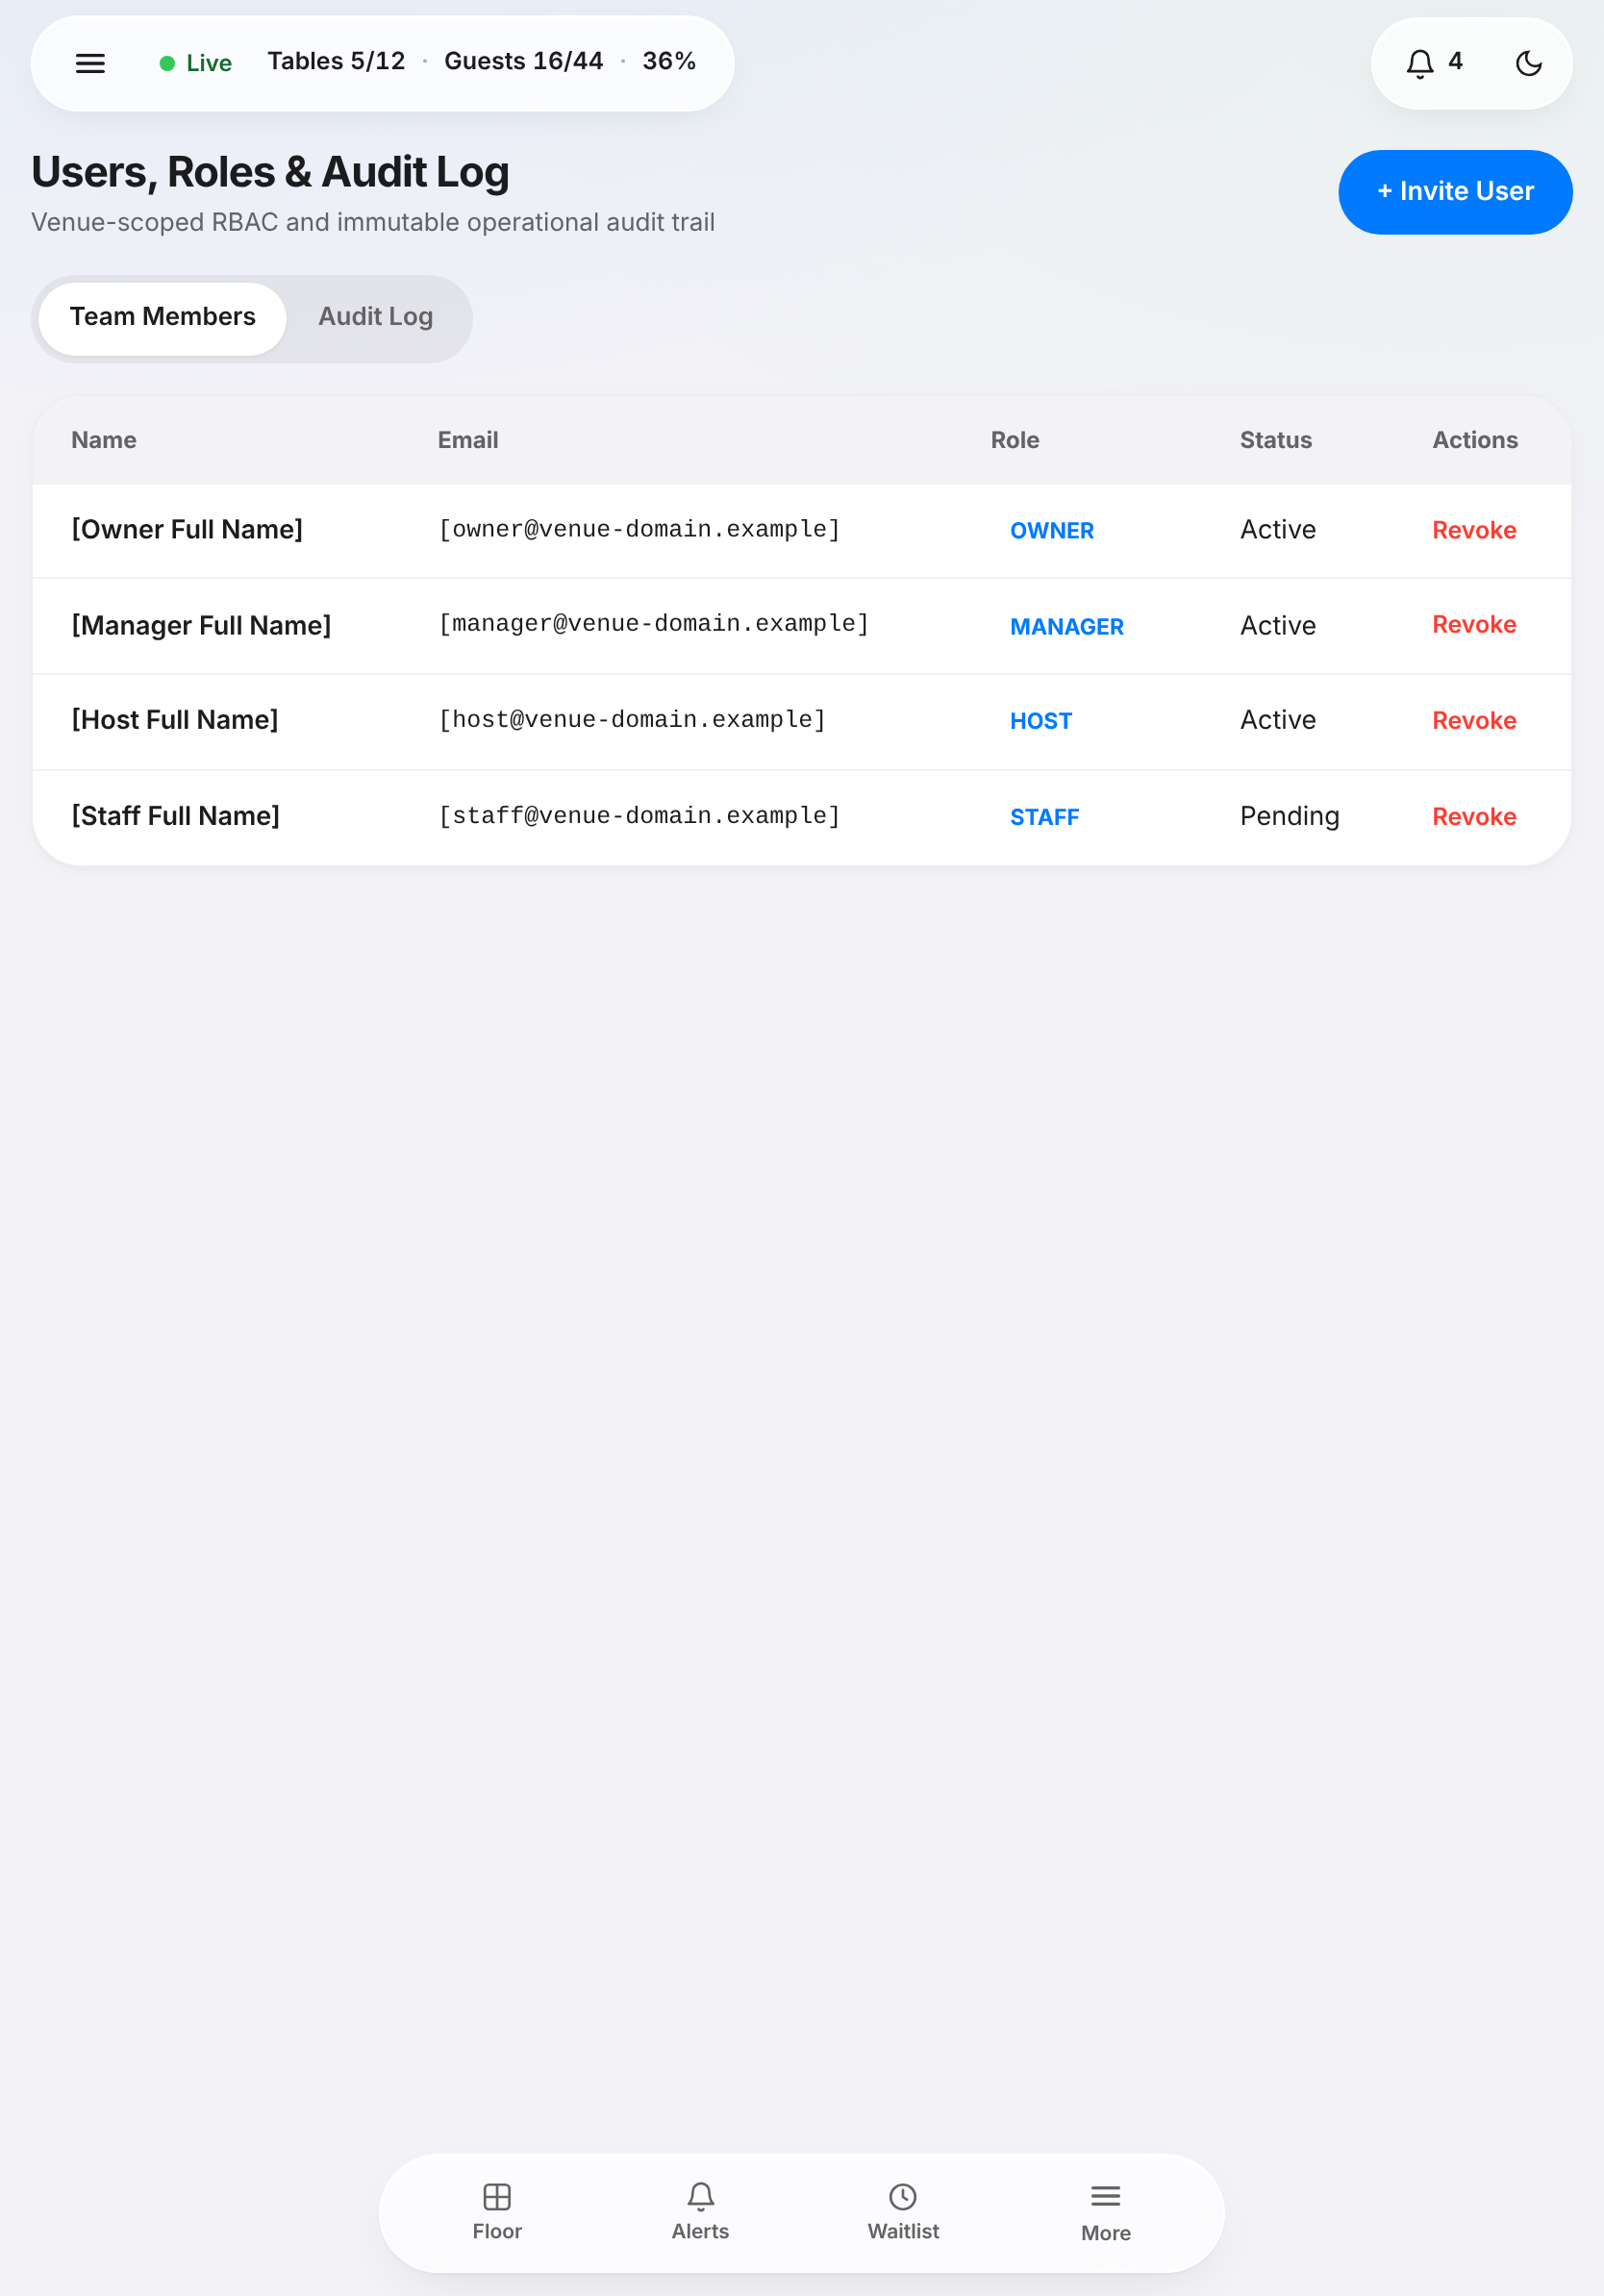 Live Tables 5/12 · Guests 16/44 · 36%
4
Users, Roles & Audit Log
Venue-scoped RBAC and immutable operational audit trail
+ Invite User
Team Members Audit Log
Name Email Role Status Actions
[Owner Full Name] [owner@venue-domain.example] OWNER Active Revoke
[Manager Full Name] [manager@venue-domain.example] MANAGER Active Revoke
[Host Full Name] [host@venue-domain.example] HOST Active Revoke
[Staff Full Name] [staff@venue-domain.example] STAFF Pending Revoke
Floor Alerts Waitlist More